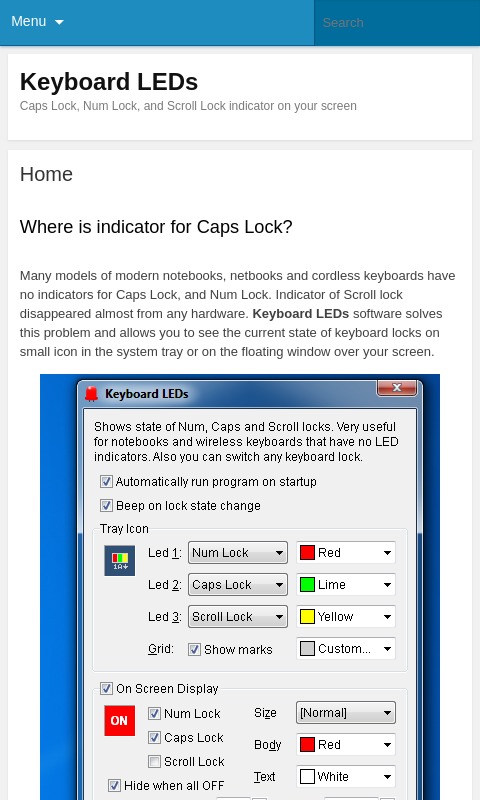 Menu
Search
Keyboard LEDs
Caps Lock, Num Lock, and Scroll Lock indicator on your screen
Home
Where is indicator for Caps Lock?
Many models of modern notebooks, netbooks and cordless keyboards have
no indicators for Caps Lock, and Num Lock. Indicator of Scroll lock
disappeared almost from any hardware. Keyboard LEDs software solves
this problem and allows you to see the current state of keyboard locks on
small icon in the system tray or on the floating window over your screen.
Keyboard LEDs
Shows state of Num, Caps and Scroll locks. Very useful
for notebooks and wireless keyboards that have no LED
indicators. Also you can switch any keyboard lock.
Automatically run program on startup
Beep on lock state change
Tray Icon
Led 1: Num Lock Red
Led 2: Caps Lock Lime
Led 3: Scroll Lock Yellow
Grid: Show marks Custom...
On Screen Display
ON
Num Lock Size [Normal]
Caps Lock Body Red
Scroll Lock
Hide when all OFF Text White